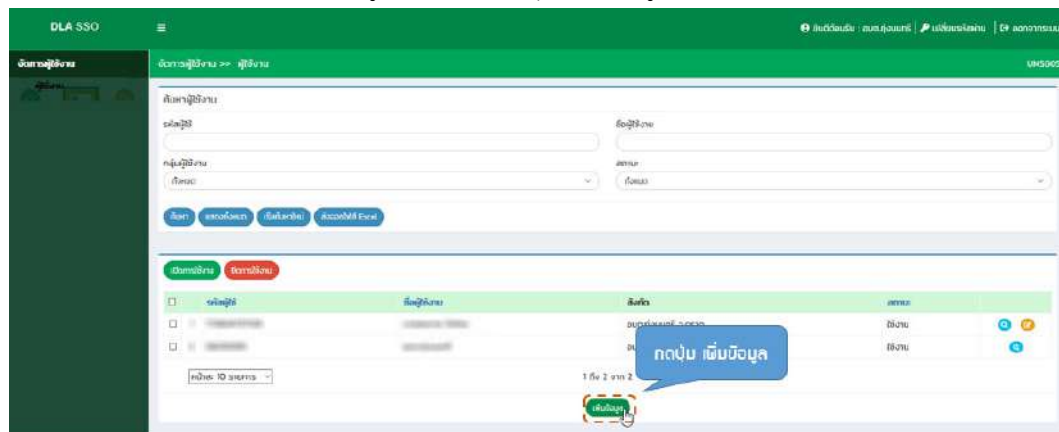 DLA SSO
ยินดีต้อนรับ : อบต.ทุ่งนนทรี | เปลี่ยนรหัสผ่าน | ออกจากระบบ
จัดการผู้ใช้งาน
จัดการผู้ใช้งาน >> ผู้ใช้งาน
ผู้ใช้งาน
ค้นหาผู้ใช้งาน
รหัสผู้ใช้ ชื่อผู้ใช้งาน
กลุ่มผู้ใช้งาน สถานะ
ทั้งหมด ทั้งหมด
ค้นหา แสดงทั้งหมด เริ่มค้นหาใหม่ ส่งออกไฟล์ Excel
เปิดการใช้งาน ปิดการใช้งาน
รหัสผู้ใช้ ชื่อผู้ใช้งาน สังกัด สถานะ
ใช้งาน
ใช้งาน
กดปุ่ม เพิ่มข้อมูล
หน้าละ 10 รายการ 1 ถึง 2 จาก 2
เพิ่มข้อมูล